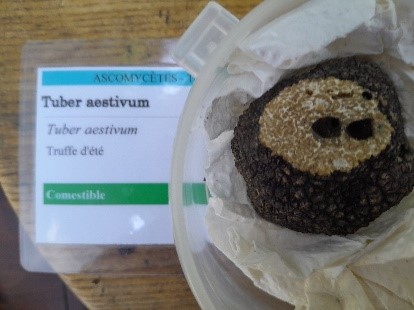 ASCOMYCÈTES - T
Tuber aestivum
Tuber aestivum
Truffe d'été
Comestible